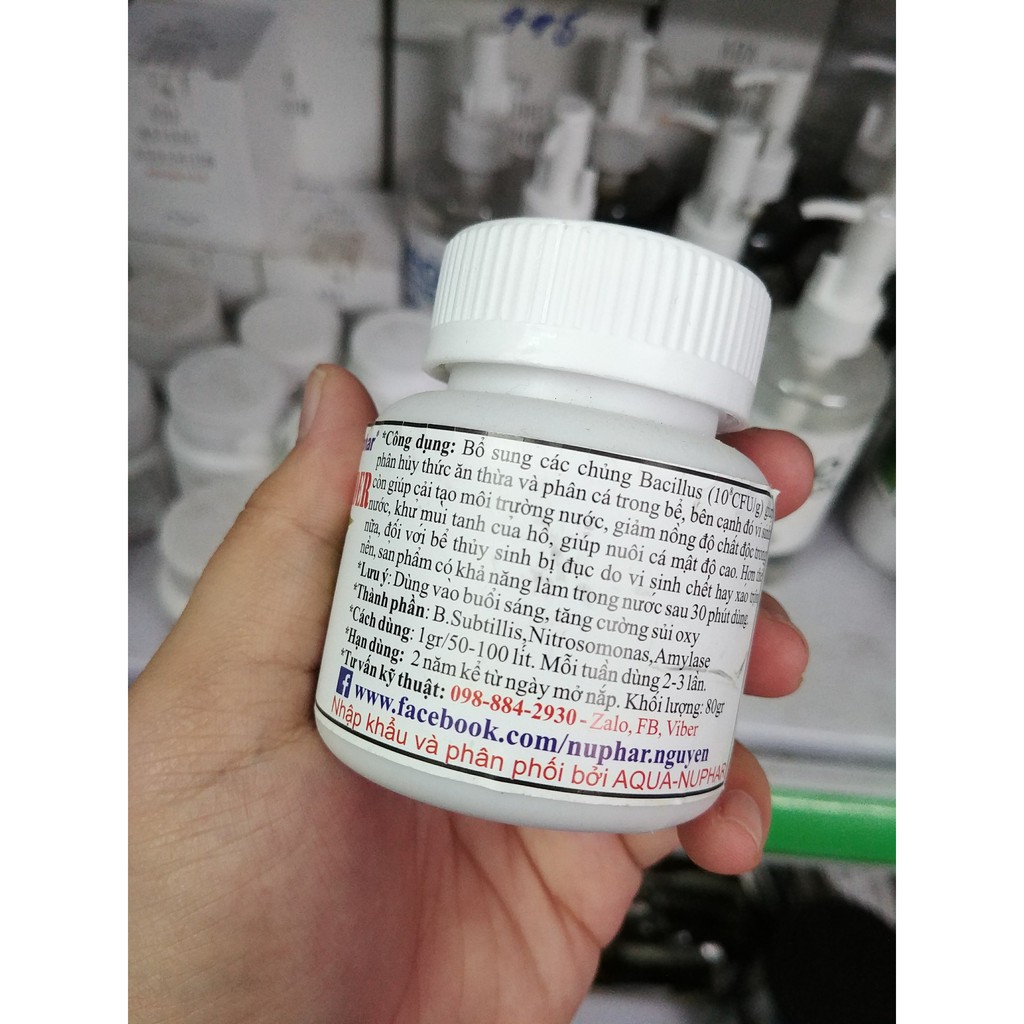 *Công dụng: Bổ sung các chủng Bacillus (10⁸CFU/g)
phân hủy thức ăn thừa và phân cá trong bể, bên cạnh đó vi
còn giúp cải tạo môi trường nước, giảm nồng độ chất độc trong
nước, khử mùi tanh của hồ, giúp nuôi cá mật độ cao. Hơn
nữa, đối với bể thủy sinh bị đục do vi sinh chết hay xáo
nền, sản phẩm có khả năng làm trong nước sau 30 phút dùng.
*Lưu ý: Dùng vào buổi sáng, tăng cường sủi oxy
*Thành phần: B.Subtillis,Nitrosomonas,Amylase
*Cách dùng: 1gr/50-100 lít. Mỗi tuần dùng 2-3 lần.
*Hạn dùng: 2 năm kể từ ngày mở nắp. Khối lượng: 80gr
*Tư vấn kỹ thuật: 098-884-2930 - Zalo, FB, Viber
www.facebook.com/nuphar.nguyen
Nhập khẩu và phân phối bởi AQUA-NUPHAR